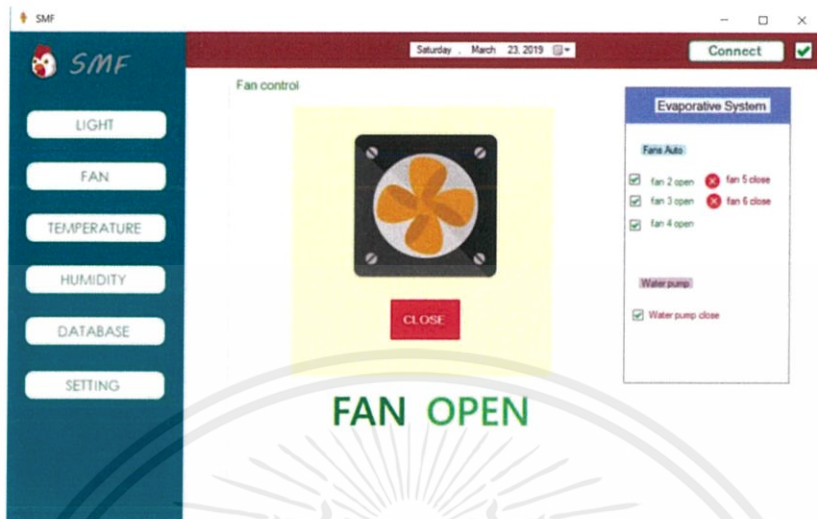 SMF
SMF
Saturday , March 23, 2019
Connect
LIGHT
FAN
TEMPERATURE
HUMIDITY
DATABASE
SETTING
Fan control
CLOSE
FAN OPEN
Evaporative System
Fans Auto
fan 2 open fan 5 close
fan 3 open fan 6 close
fan 4 open
Water pump
Water pump close